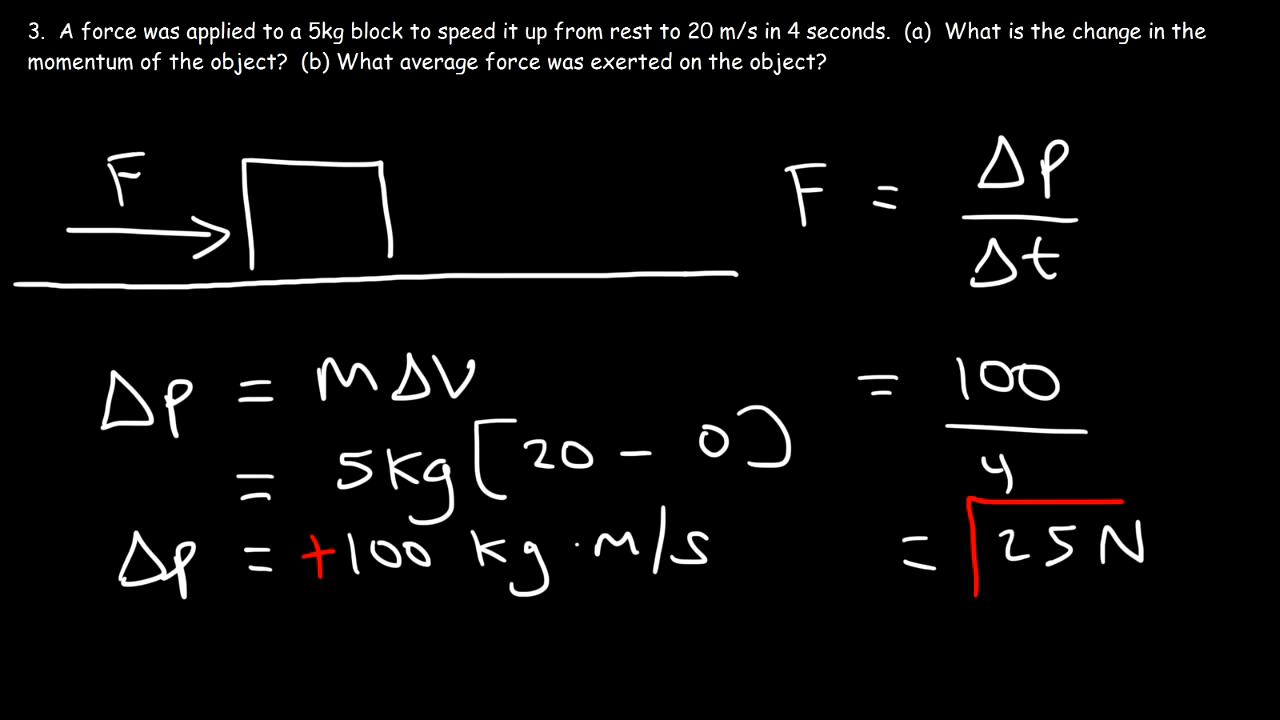 3. A force was applied to a 5kg block to speed it up from rest to 20 m/s in 4 seconds. (a) What is the change in the
momentum of the object? (b) What average force was exerted on the object?
F
F = Δp / Δt
Δp = mΔv
= 5kg [20 - 0]
Δp = +100 kg·m/s
= 100 / 4
= 25 N